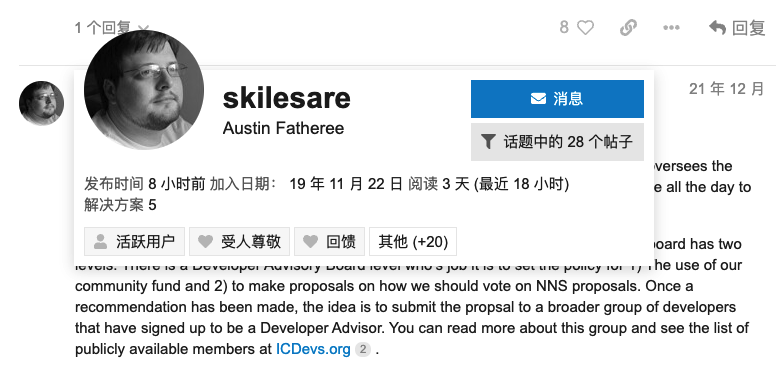 1 个回复
8
回复
21 年 12 月
skilesare
Austin Fatheree
消息
话题中的 28 个帖子
发布时间 8 小时前 加入日期： 19 年 11 月 22 日 阅读 3 天 (最近 18 小时)
解决方案 5
活跃用户 受人尊敬 回馈 其他 (+20)
oversees the
e all the day to
board has two
levels. There is a Developer Advisory Board level who's job it is to set the policy for 1) The use of our
community fund and 2) to make proposals on how we should vote on NNS proposals. Once a
recommendation has been made, the idea is to submit the propsal to a broader group of developers
that have signed up to be a Developer Advisor. You can read more about this group and see the list of
publicly available members at ICDevs.org 2 .